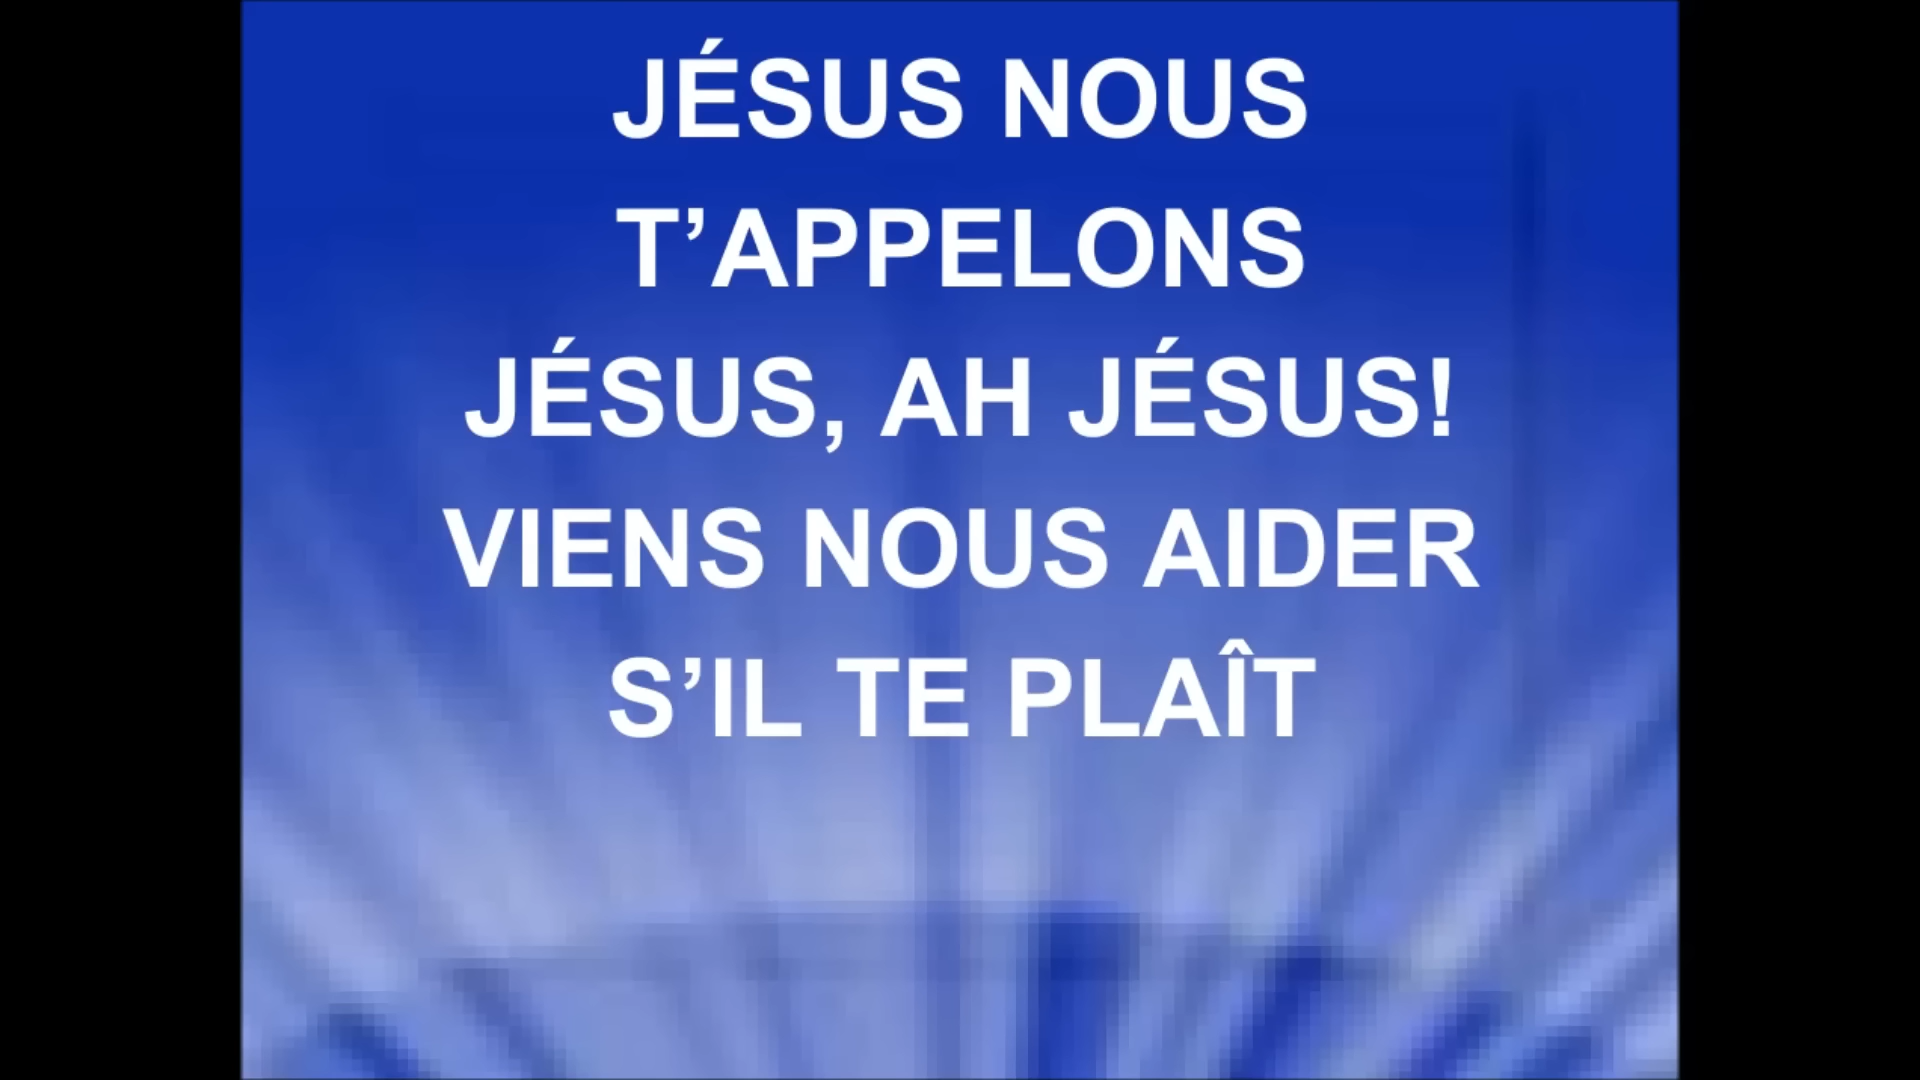 JÉSUS NOUS
T’APPELONS
JÉSUS, AH JÉSUS!
VIENS NOUS AIDER
S’IL TE PLAÎT